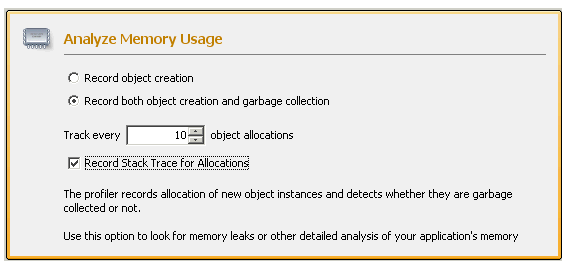 Analyze Memory Usage
Record object creation
Record both object creation and garbage collection
Track every 10 object allocations
Record Stack Trace for Allocations
The profiler records allocation of new object instances and detects whether they are garbage
collected or not.
Use this option to look for memory leaks or other detailed analysis of your application's memory